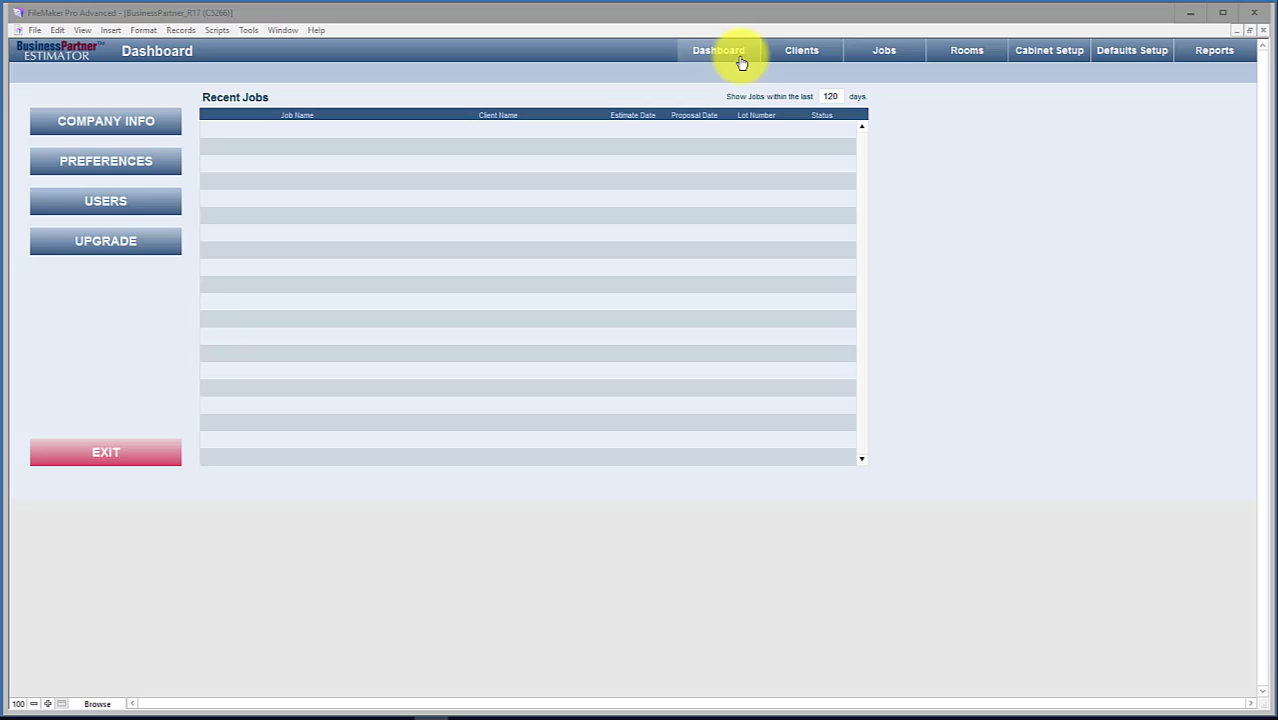 FileMaker Pro Advanced - [BusinessPartner_R17 (CS266)]
File Edit View Insert Format Records Scripts Tools Window Help
BusinessPartner™
ESTIMATOR
Dashboard
Dashboard Clients Jobs Rooms Cabinet Setup Defaults Setup Reports
Recent Jobs
Show Jobs within the last 120 days.
Job Name Client Name Estimate Date Proposal Date Lot Number Status
COMPANY INFO
PREFERENCES
USERS
UPGRADE
EXIT
100 Browse